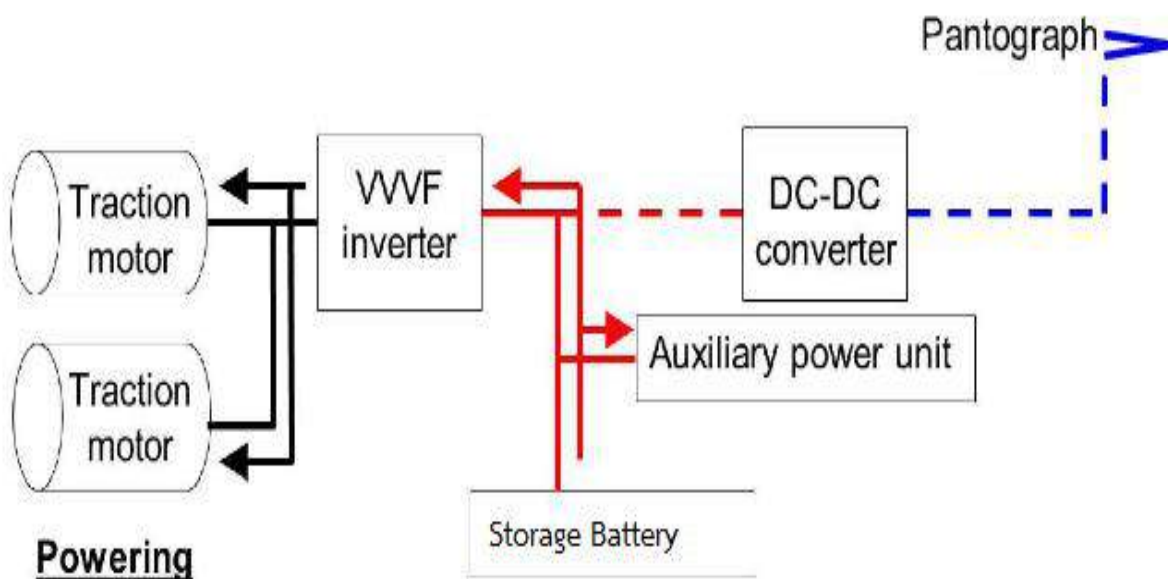 Pantograph
Traction
motor
VVVF
inverter
DC-DC
converter
Auxiliary power unit
Traction
motor
Storage Battery
Powering